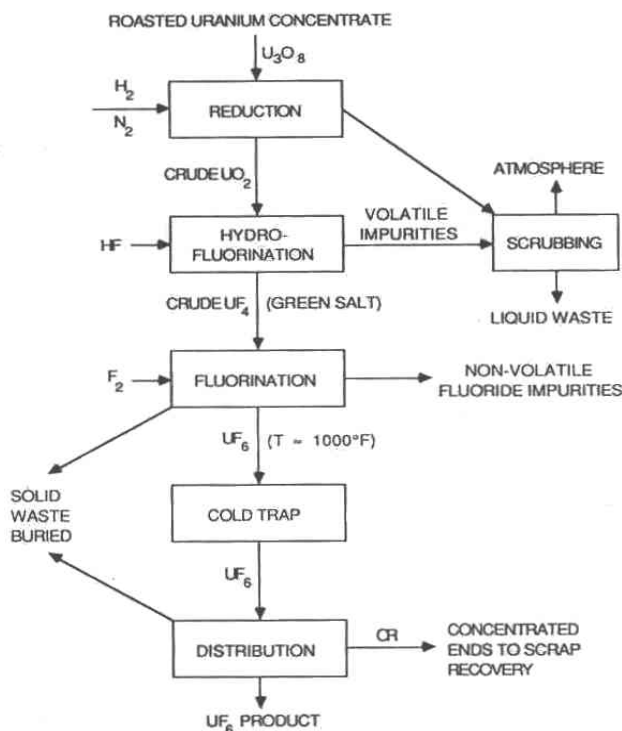 ROASTED URANIUM CONCENTRATE
U₃O₈
H₂
N₂
REDUCTION
CRUDE UO₂
ATMOSPHERE
HF
HYDRO-
FLUORINATION
VOLATILE
IMPURITIES
SCRUBBING
CRUDE UF₄ (GREEN SALT)
LIQUID WASTE
F₂
FLUORINATION
NON-VOLATILE
FLUORIDE IMPURITIES
UF₆ (T ≈ 1000°F)
SOLID
WASTE
BURIED
COLD TRAP
UF₆
DISTRIBUTION
CR
CONCENTRATED
ENDS TO SCRAP
RECOVERY
UF₆ PRODUCT